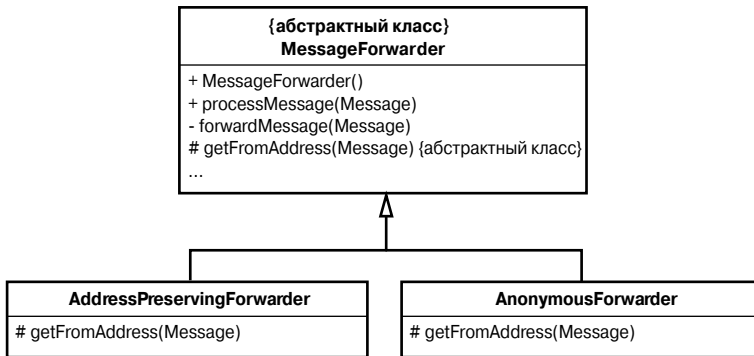 {абстрактный класс}
MessageForwarder
+ MessageForwarder()
+ processMessage(Message)
- forwardMessage(Message)
# getFromAddress(Message) {абстрактный класс}
...
AddressPreservingForwarder
# getFromAddress(Message)
AnonymousForwarder
# getFromAddress(Message)